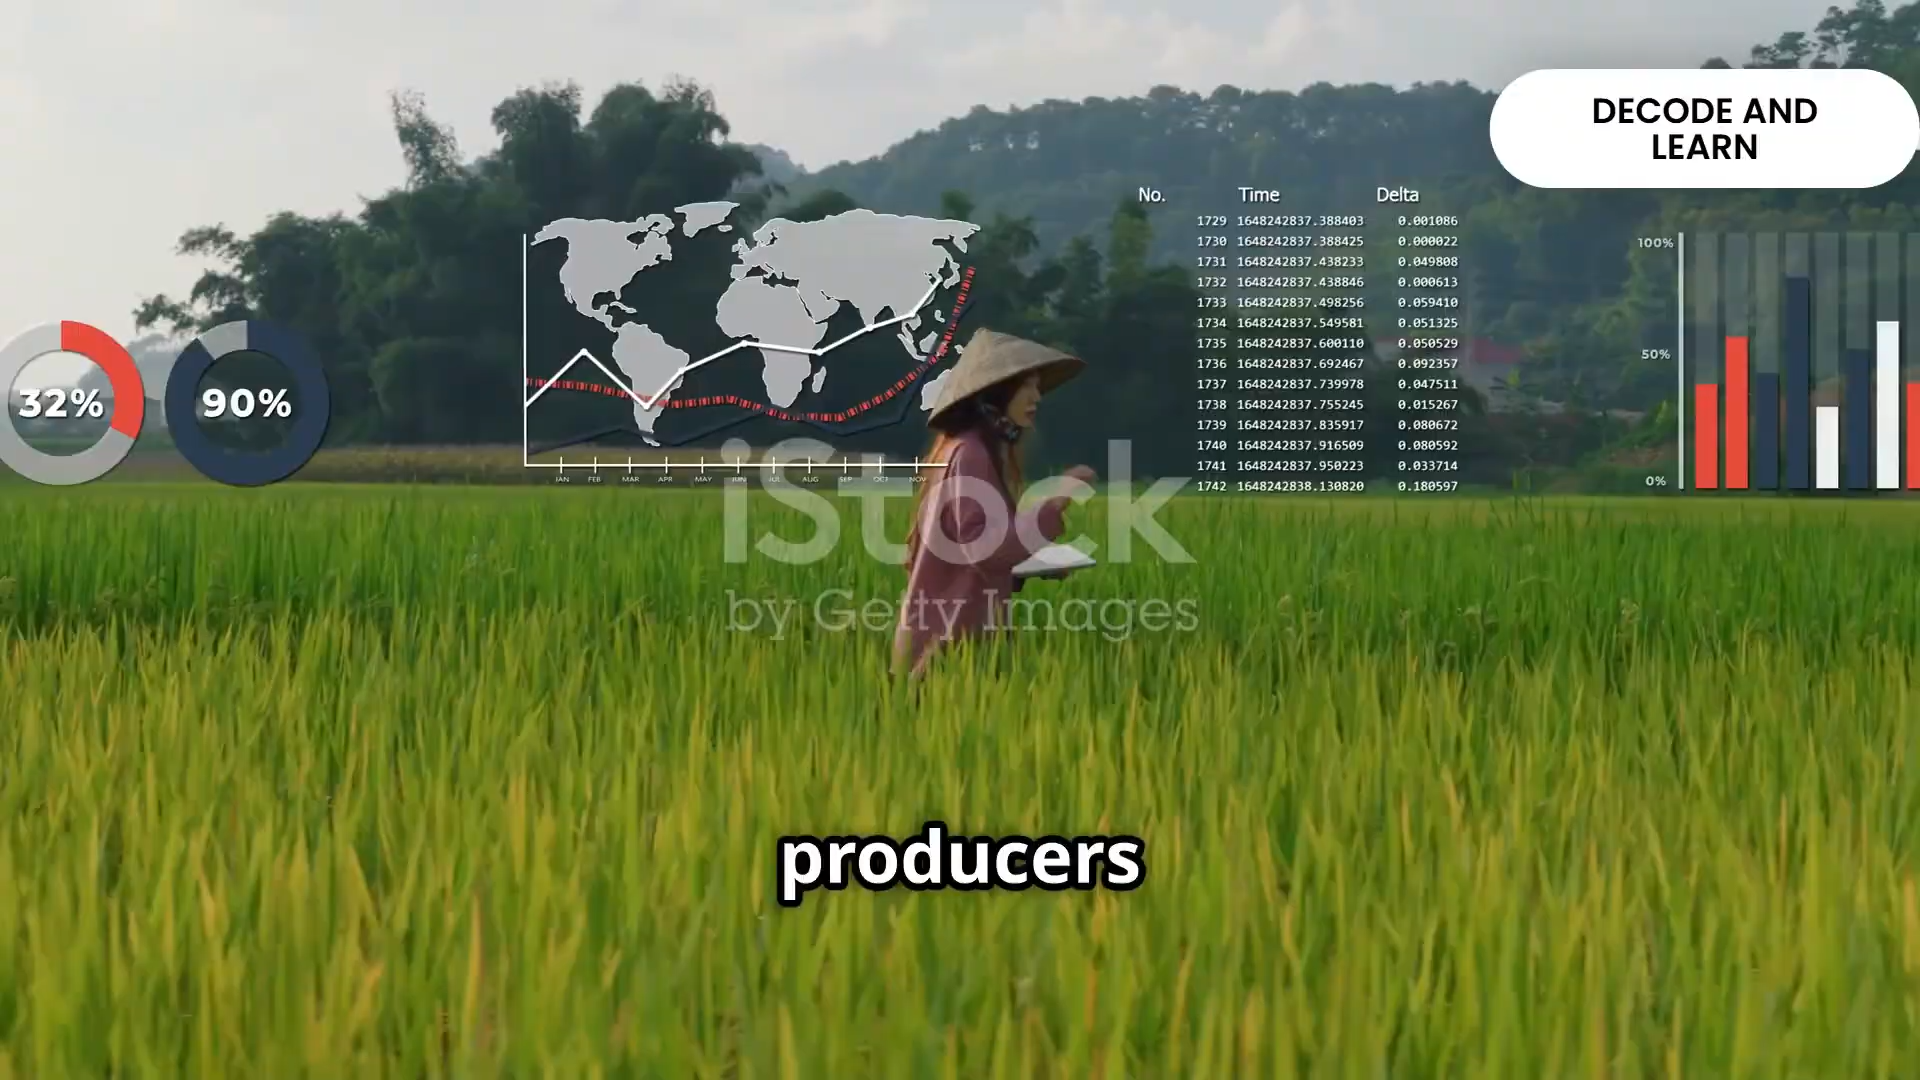 DECODE AND
LEARN
No. Time Delta
1729 1648242837.388403 0.001086
1730 1648242837.388425 0.000022
1731 1648242837.438233 0.049808
1732 1648242837.438846 0.000613
1733 1648242837.498256 0.059410
1734 1648242837.549581 0.051325
1735 1648242837.600110 0.050529
1736 1648242837.692467 0.092357
1737 1648242837.739978 0.047511
1738 1648242837.755245 0.015267
1739 1648242837.835917 0.080672
1740 1648242837.916509 0.080592
1741 1648242837.950223 0.033714
1742 1648242838.130820 0.180597
100%
50%
0%
32%
90%
JAN FEB MAR APR MAY JUN JUL AUG SEP OCT NOV
iStock
by Getty Images
producers